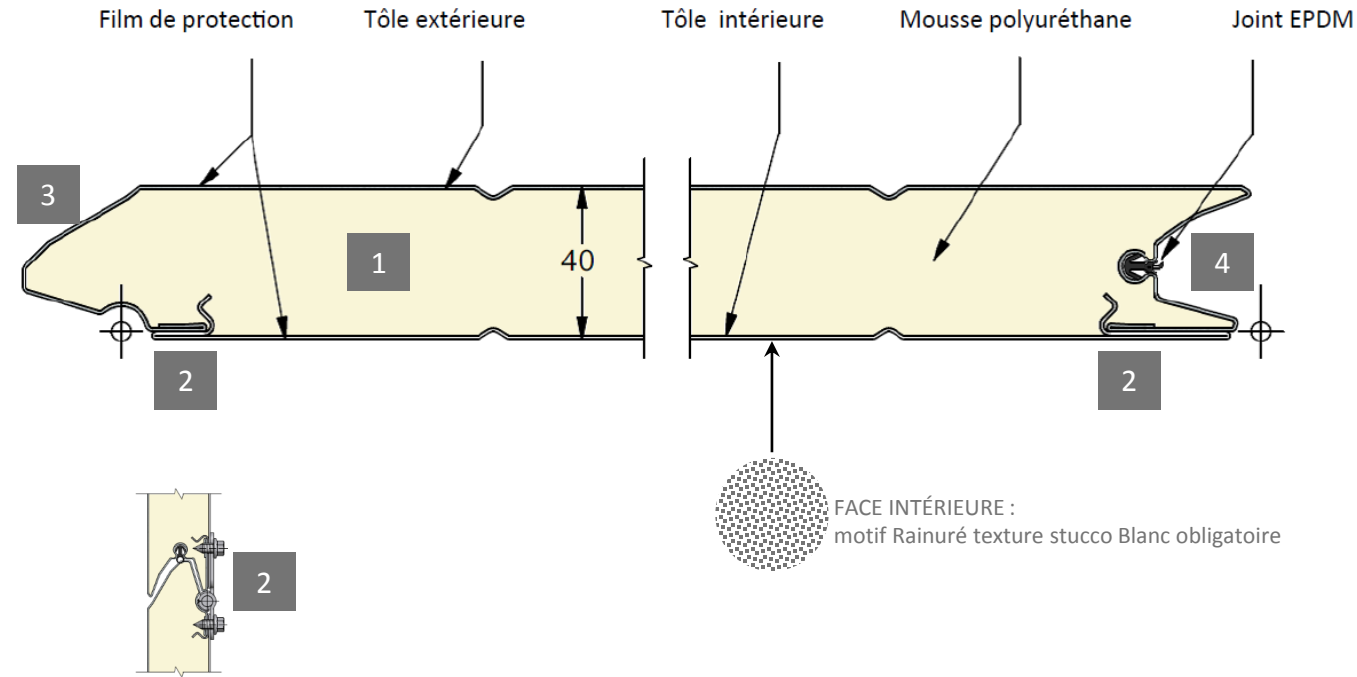 Film de protection
Tôle extérieure
Tôle intérieure
Mousse polyuréthane
Joint EPDM
3
1
40
4
2
2
FACE INTÉRIEURE :
motif Rainuré texture stucco Blanc obligatoire
2